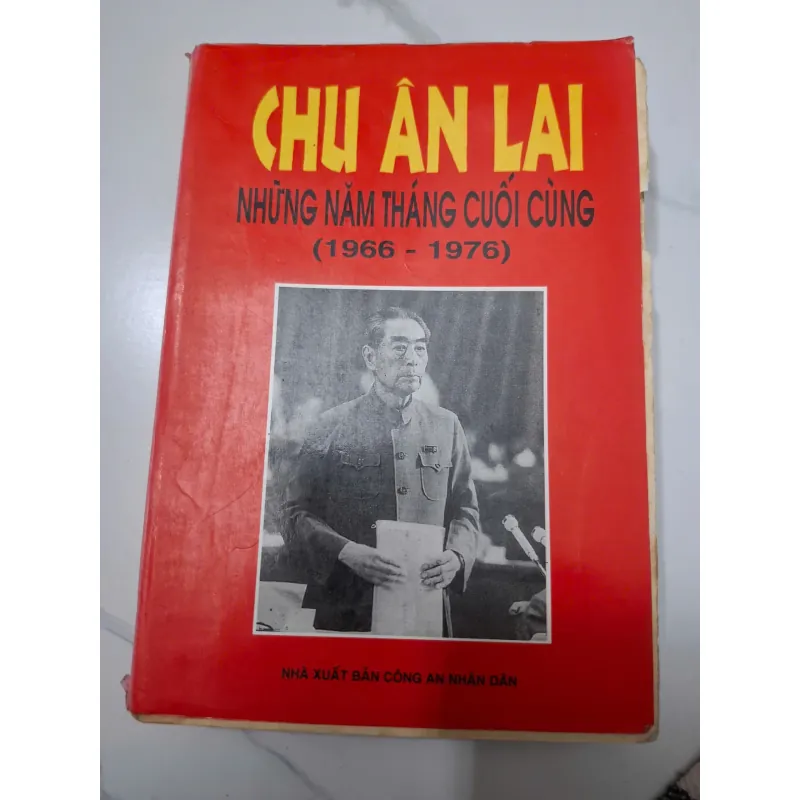 CHU ÂN LAI
NHỮNG NĂM THÁNG CUỐI CÙNG
(1966 - 1976)
NHÀ XUẤT BẢN CÔNG AN NHÂN DÂN